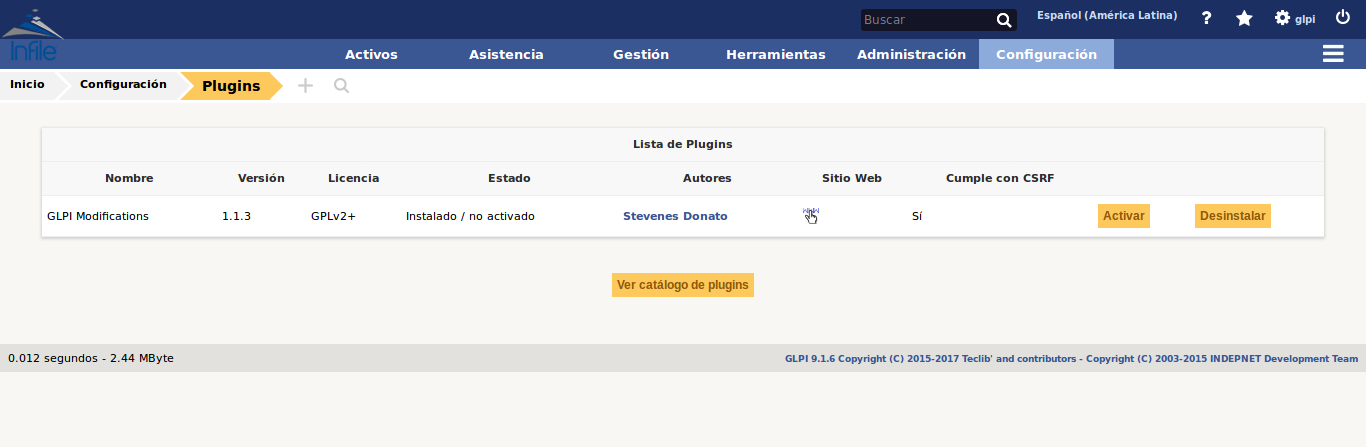 Buscar
Español (América Latina)
?
glpi
Infile
Activos Asistencia Gestión Herramientas Administración Configuración
Inicio Configuración Plugins
Lista de Plugins
Nombre Versión Licencia Estado Autores Sitio Web Cumple con CSRF
GLPI Modifications 1.1.3 GPLv2+ Instalado / no activado Stevenes Donato Sí Activar Desinstalar
Ver catálogo de plugins
0.012 segundos - 2.44 MByte
GLPI 9.1.6 Copyright (C) 2015-2017 Teclib' and contributors - Copyright (C) 2003-2015 INDEPNET Development Team